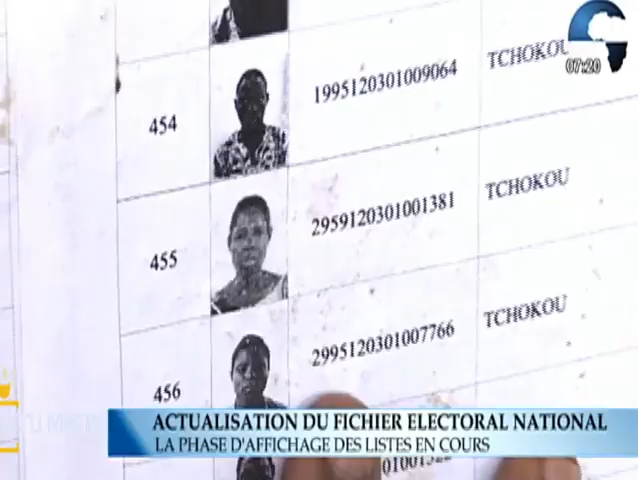 07:20
454 1995120301009064 TCHOKOU
455 2959120301001381 TCHOKOU
456 2995120301007766 TCHOKOU
ACTUALISATION DU FICHIER ELECTORAL NATIONAL
LA PHASE D'AFFICHAGE DES LISTES EN COURS